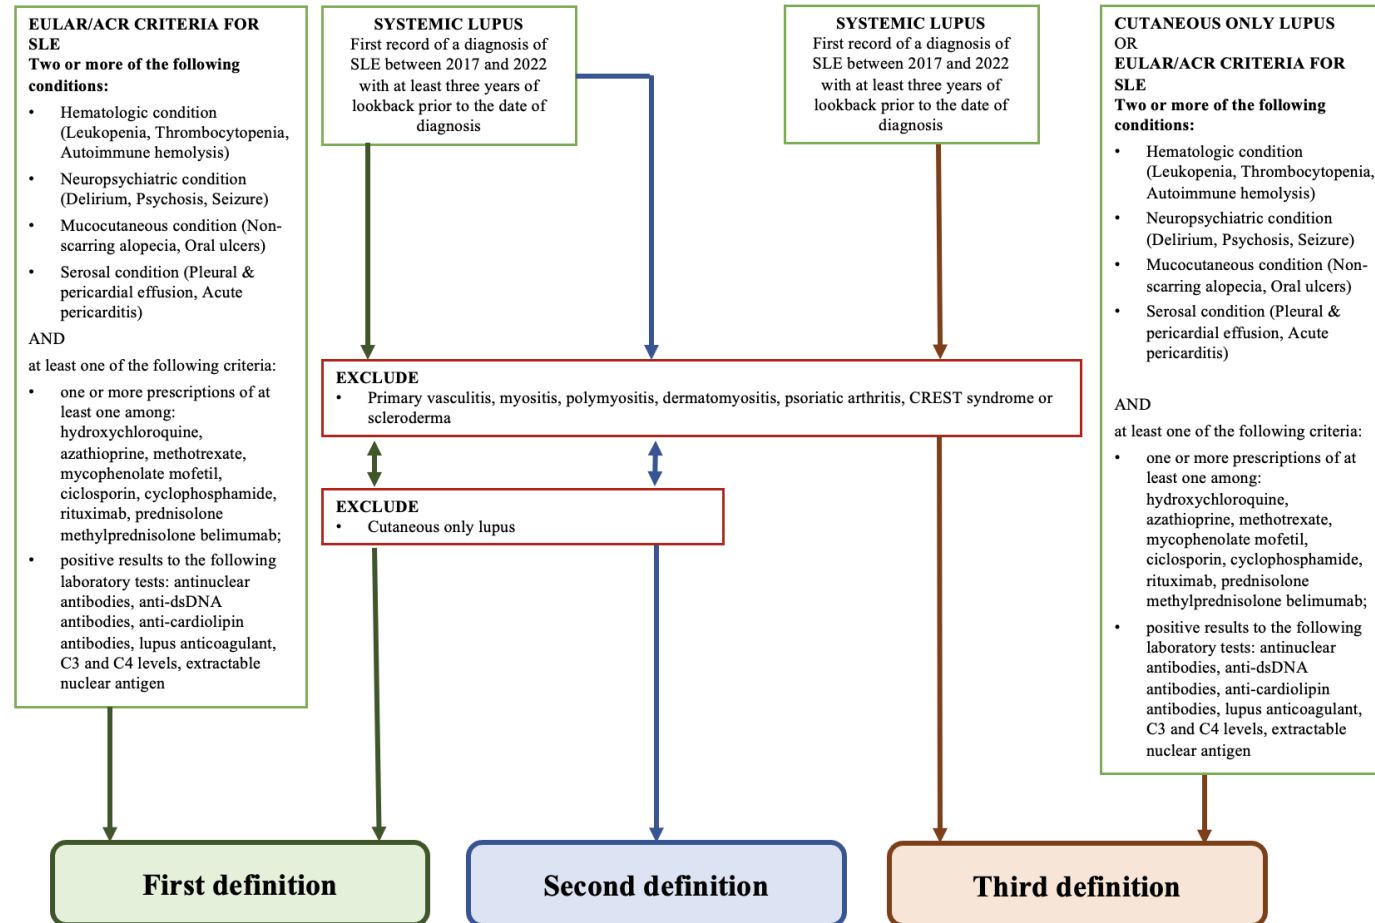 EULAR/ACR CRITERIA FOR
SLE
Two or more of the following
conditions:
• Hematologic condition
(Leukopenia, Thrombocytopenia,
Autoimmune hemolysis)
• Neuropsychiatric condition
(Delirium, Psychosis, Seizure)
• Mucocutaneous condition (Non-
scarring alopecia, Oral ulcers)
• Serosal condition (Pleural &
pericardial effusion, Acute
pericarditis)
AND
at least one of the following criteria:
• one or more prescriptions of at
least one among:
hydroxychloroquine,
azathioprine, methotrexate,
mycophenolate mofetil,
ciclosporin, cyclophosphamide,
rituximab, prednisolone
methylprednisolone belimumab;
• positive results to the following
laboratory tests: antinuclear
antibodies, anti-dsDNA
antibodies, anti-cardiolipin
antibodies, lupus anticoagulant,
C3 and C4 levels, extractable
nuclear antigen
SYSTEMIC LUPUS
First record of a diagnosis of
SLE between 2017 and 2022
with at least three years of
lookback prior to the date of
diagnosis
SYSTEMIC LUPUS
First record of a diagnosis of
SLE between 2017 and 2022
with at least three years of
lookback prior to the date of
diagnosis
CUTANEOUS ONLY LUPUS
OR
EULAR/ACR CRITERIA FOR
SLE
Two or more of the following
conditions:
• Hematologic condition
(Leukopenia, Thrombocytopenia,
Autoimmune hemolysis)
• Neuropsychiatric condition
(Delirium, Psychosis, Seizure)
• Mucocutaneous condition (Non-
scarring alopecia, Oral ulcers)
• Serosal condition (Pleural &
pericardial effusion, Acute
pericarditis)
AND
at least one of the following criteria:
• one or more prescriptions of at
least one among:
hydroxychloroquine,
azathioprine, methotrexate,
mycophenolate mofetil,
ciclosporin, cyclophosphamide,
rituximab, prednisolone
methylprednisolone belimumab;
• positive results to the following
laboratory tests: antinuclear
antibodies, anti-dsDNA
antibodies, anti-cardiolipin
antibodies, lupus anticoagulant,
C3 and C4 levels, extractable
nuclear antigen
EXCLUDE
• Primary vasculitis, myositis, polymyositis, dermatomyositis, psoriatic arthritis, CREST syndrome or
scleroderma
EXCLUDE
• Cutaneous only lupus
First definition
Second definition
Third definition